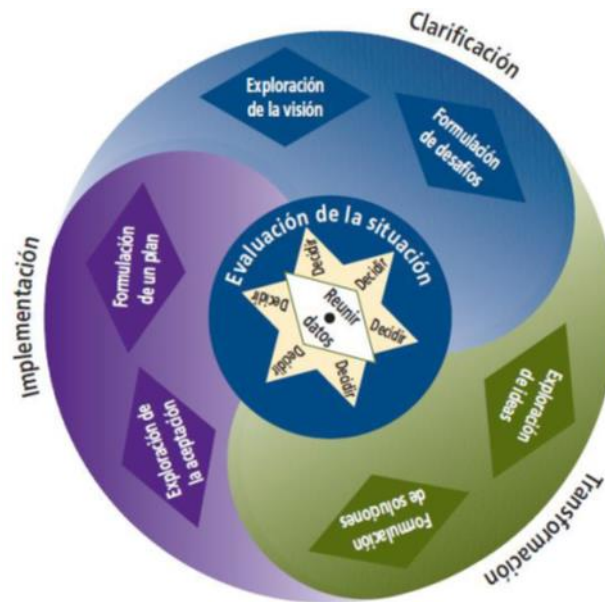 Clarificación
Exploración
de la visión
Formulación
de desafíos
Transformación
Exploración
de ideas
Formulación
de soluciones
Implementación
Exploración de
la aceptación
Formulación
de un plan
Evaluación de la situación
Decidir
Decidir
Decidir
Decidir
Decidir
Decidir
Reunir
datos